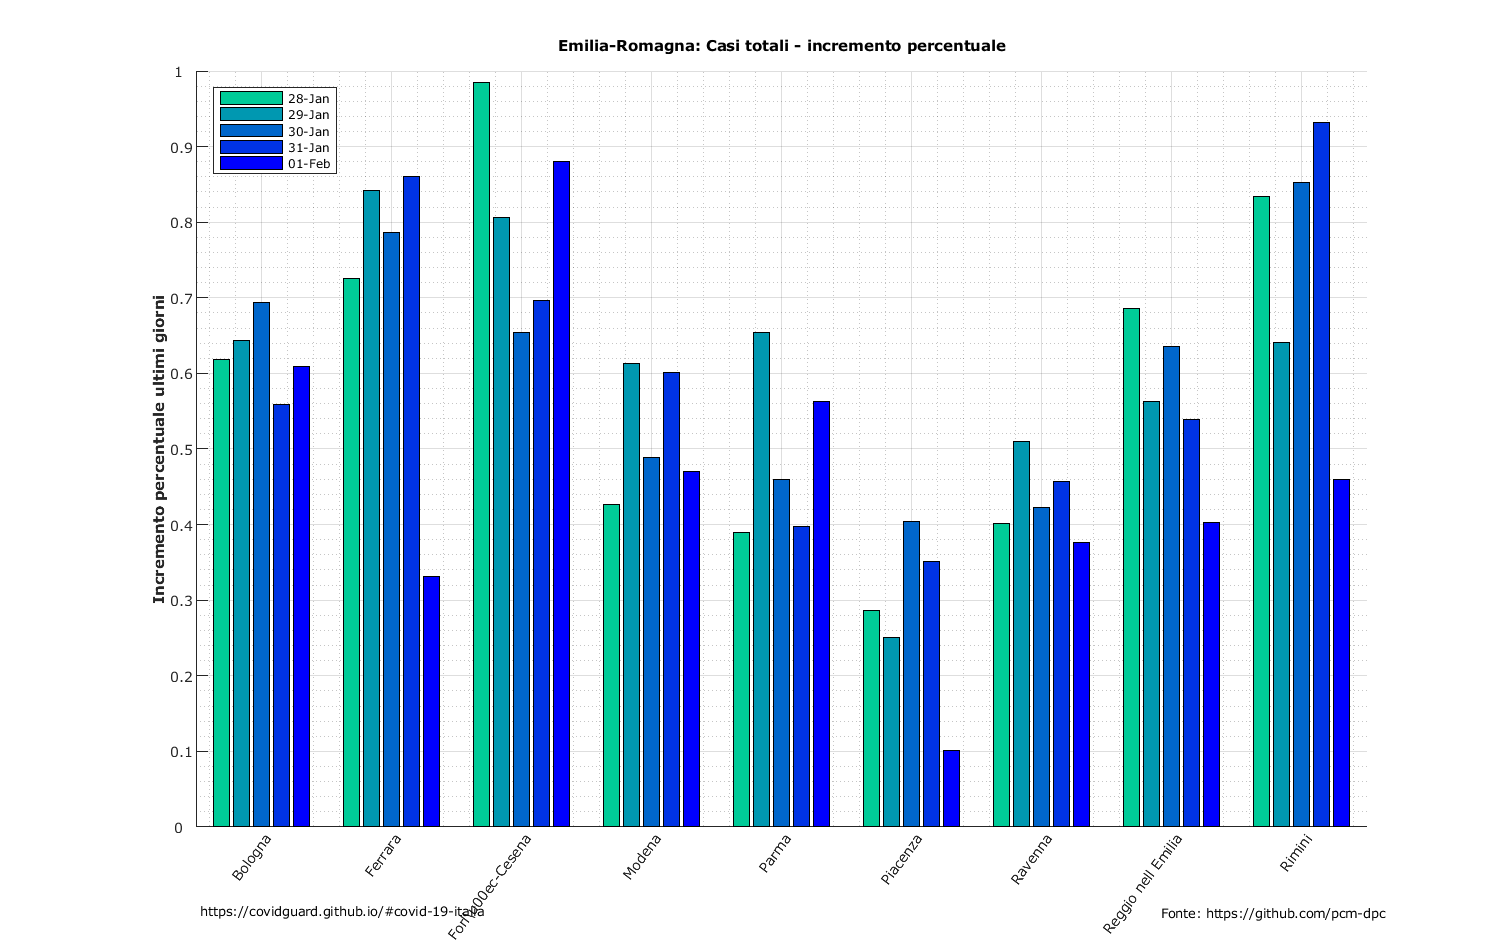 Emilia-Romagna: Casi totali - incremento percentuale
1
0.9
0.8
0.7
0.6
0.5
0.4
0.3
0.2
0.1
0
Incremento percentuale ultimi giorni
28-Jan
29-Jan
30-Jan
31-Jan
01-Feb
Bologna
Ferrara
Forl\u00ec-Cesena
Modena
Parma
Piacenza
Ravenna
Reggio nell Emilia
Rimini
https://covidguard.github.io/#covid-19-italia
Fonte: https://github.com/pcm-dpc